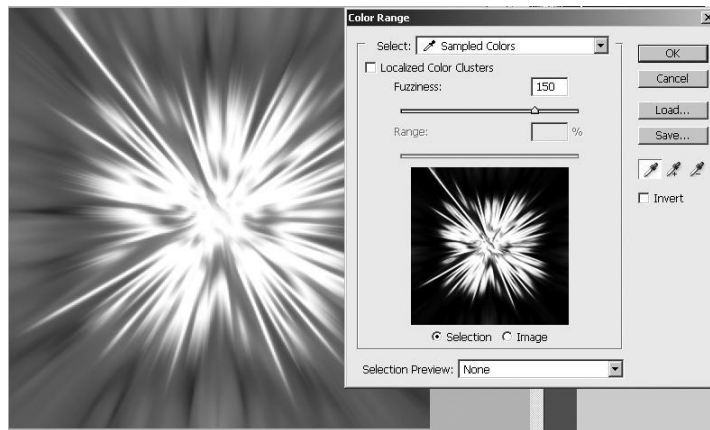 Color Range
Select: Sampled Colors
OK
Localized Color Clusters
Cancel
Fuzziness: 150
Load...
Range: %
Save...
Invert
Selection Image
Selection Preview: None